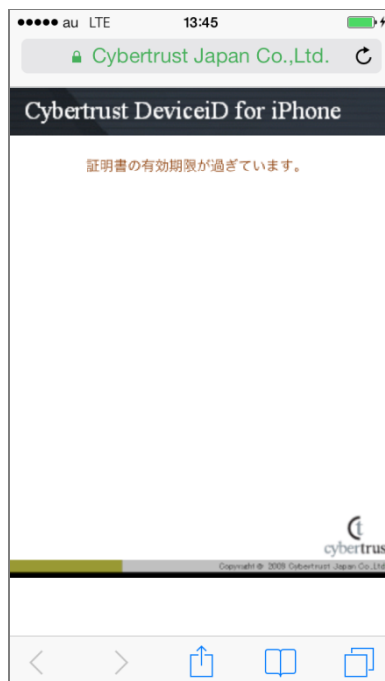 au LTE 13:45
Cybertrust Japan Co.,Ltd.
Cybertrust DeviceiD for iPhone
証明書の有効期限が過ぎています。
cybertrus
Copyright © 2009 Cybertrust Japan Co.,Ltd